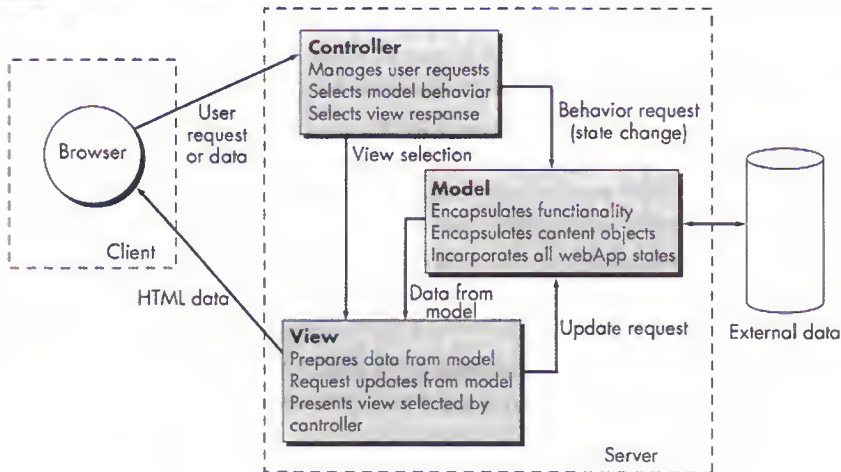 Controller
Manages user requests
Selects model behavior
Selects view response
User
request
or data
Browser
Behavior request
(state change)
View selection
Model
Encapsulates functionality
Encapsulates content objects
Incorporates all webApp states
Client
HTML data
Data from
model
Update request
External data
View
Prepares data from model
Request updates from model
Presents view selected by
controller
Server